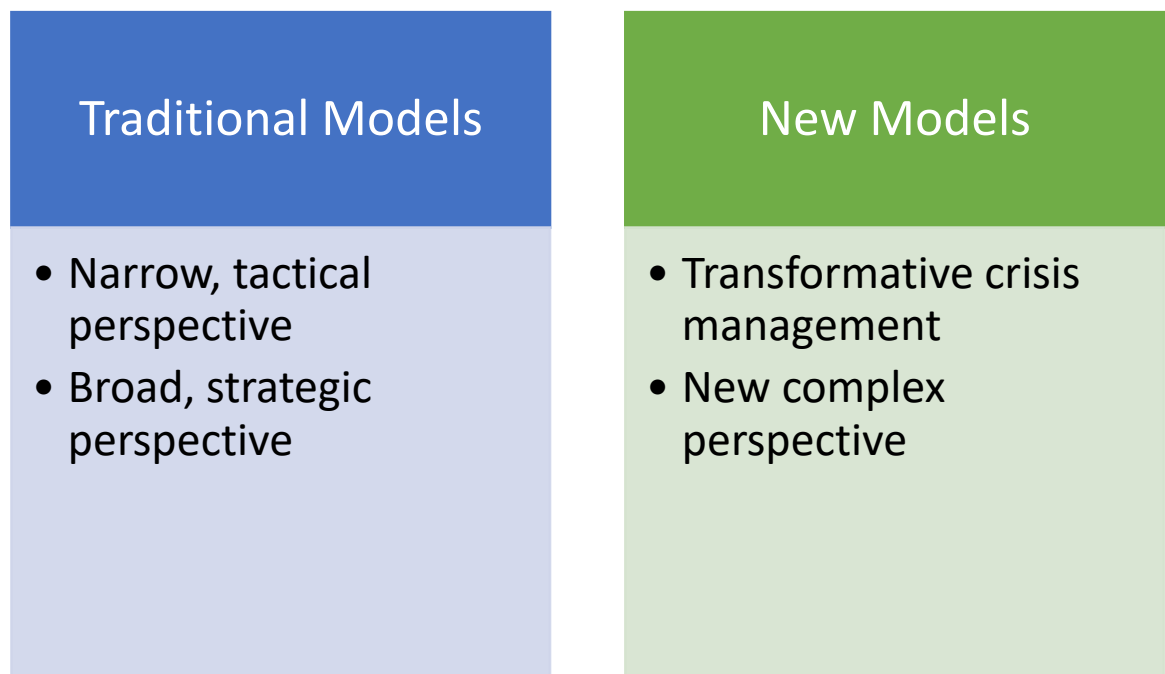 Traditional Models
• Narrow, tactical
perspective
• Broad, strategic
perspective
New Models
• Transformative crisis
management
• New complex
perspective